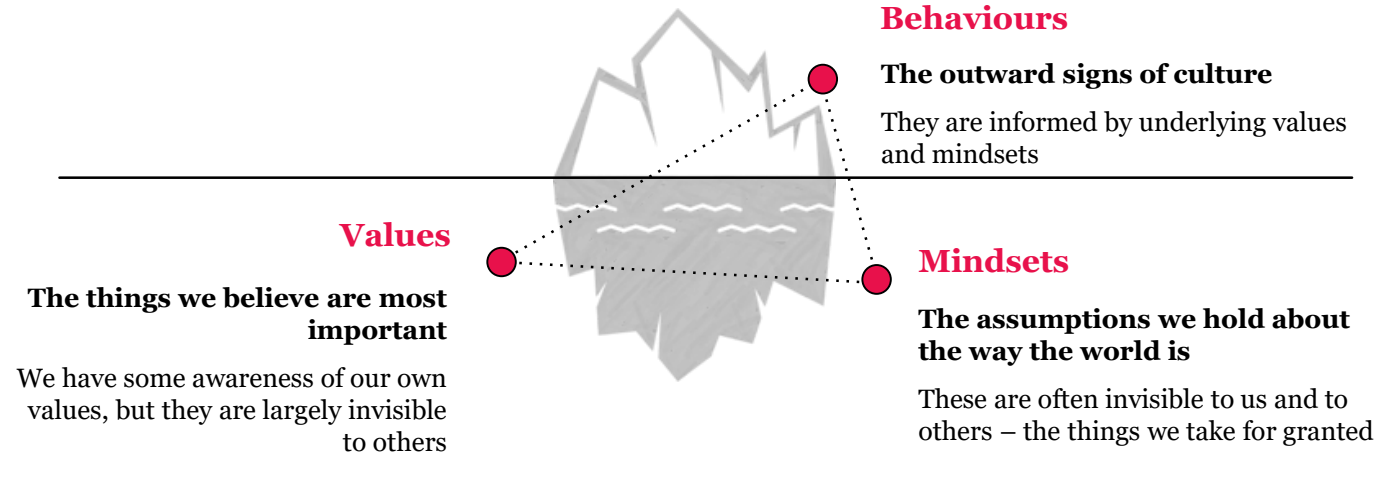 Behaviours
The outward signs of culture
They are informed by underlying values
and mindsets
Values
The things we believe are most
important
We have some awareness of our own
values, but they are largely invisible
to others
Mindsets
The assumptions we hold about
the way the world is
These are often invisible to us and to
others – the things we take for granted